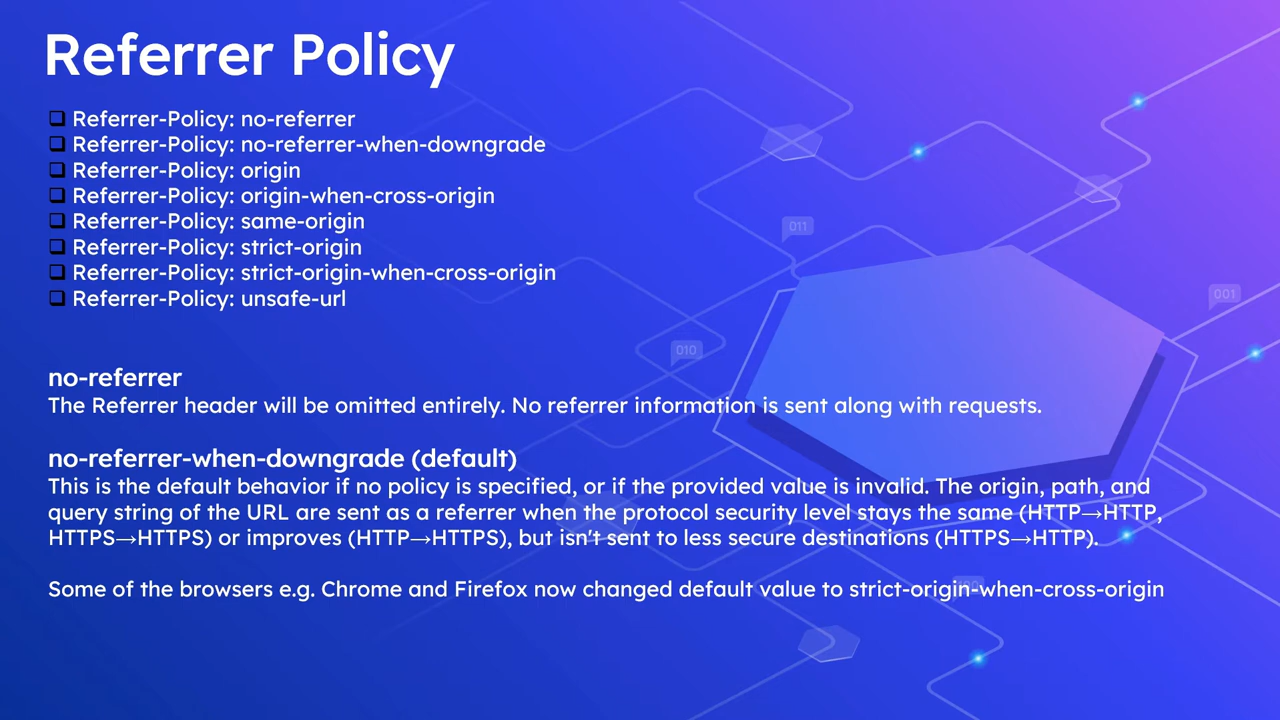 Referrer Policy
❑ Referrer-Policy: no-referrer
❑ Referrer-Policy: no-referrer-when-downgrade
❑ Referrer-Policy: origin
❑ Referrer-Policy: origin-when-cross-origin
❑ Referrer-Policy: same-origin
❑ Referrer-Policy: strict-origin
❑ Referrer-Policy: strict-origin-when-cross-origin
❑ Referrer-Policy: unsafe-url
011
001
010
no-referrer
The Referrer header will be omitted entirely. No referrer information is sent along with requests.
no-referrer-when-downgrade (default)
This is the default behavior if no policy is specified, or if the provided value is invalid. The origin, path, and
query string of the URL are sent as a referrer when the protocol security level stays the same (HTTP→HTTP,
HTTPS→HTTPS) or improves (HTTP→HTTPS), but isn't sent to less secure destinations (HTTPS→HTTP).
Some of the browsers e.g. Chrome and Firefox now changed default value to strict-origin-when-cross-origin